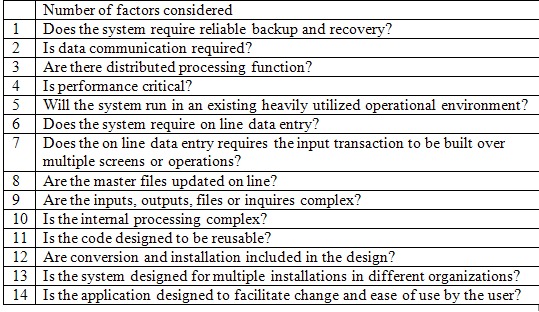 Number of factors considered
1 Does the system require reliable backup and recovery?
2 Is data communication required?
3 Are there distributed processing function?
4 Is performance critical?
5 Will the system run in an existing heavily utilized operational environment?
6 Does the system require on line data entry?
7 Does the on line data entry requires the input transaction to be built over
multiple screens or operations?
8 Are the master files updated on line?
9 Are the inputs, outputs, files or inquires complex?
10 Is the internal processing complex?
11 Is the code designed to be reusable?
12 Are conversion and installation included in the design?
13 Is the system designed for multiple installations in different organizations?
14 Is the application designed to facilitate change and ease of use by the user?